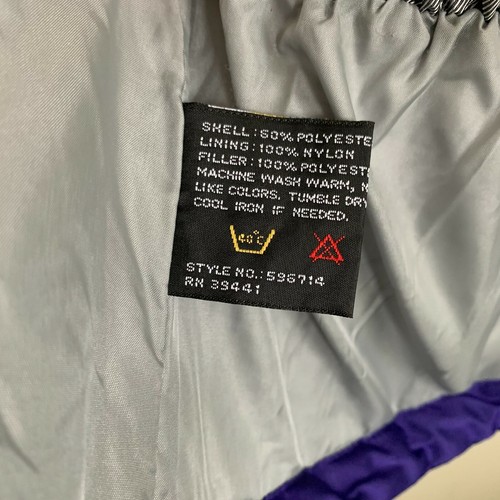 SHELL: 60% POLYESTE
LINING: 100% NYLON
FILLER: 100% POLYEST
MACHINE WASH WARM,
LIKE COLORS. TUMBLE DRY
COOL IRON IF NEEDED.
40°C
STYLE NO.: 596714
RN 39441